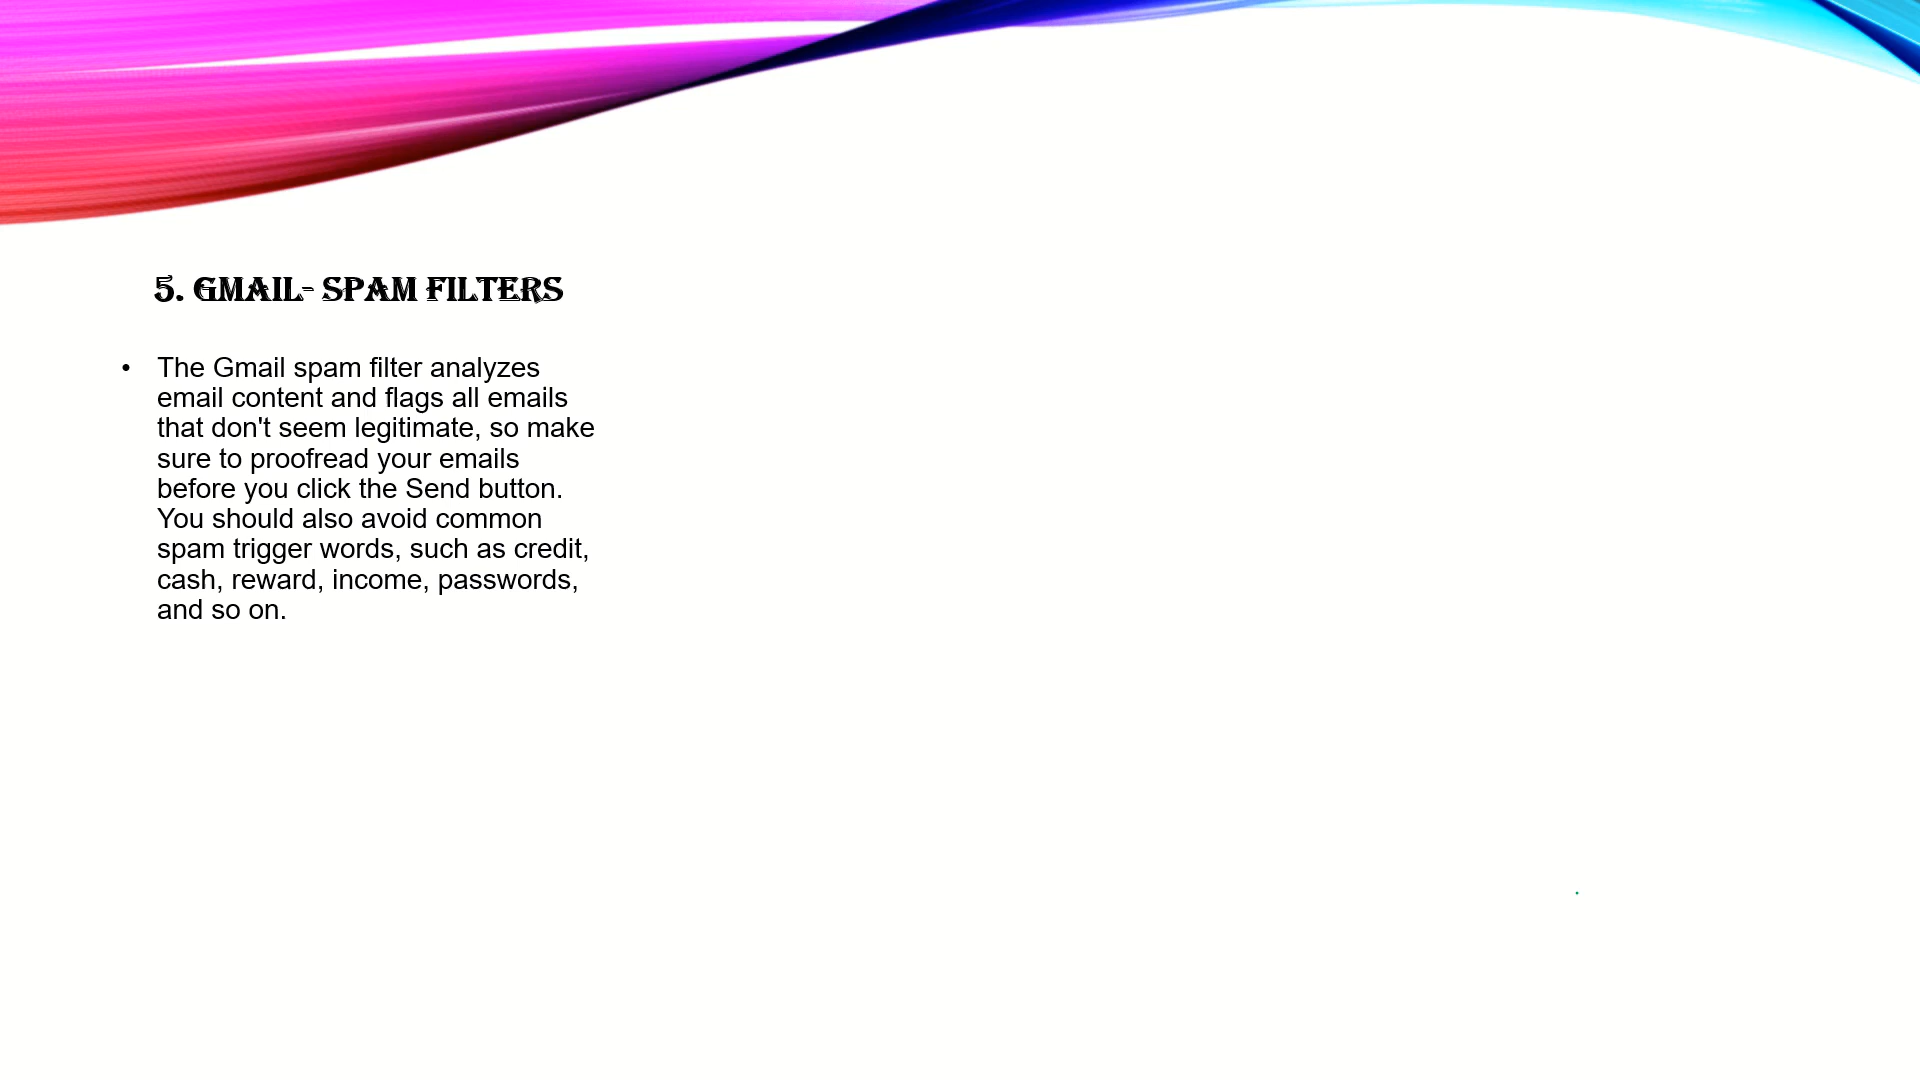 5. GMAIL- SPAM FILTERS
• The Gmail spam filter analyzes
email content and flags all emails
that don't seem legitimate, so make
sure to proofread your emails
before you click the Send button.
You should also avoid common
spam trigger words, such as credit,
cash, reward, income, passwords,
and so on.